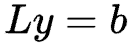 Ly = b